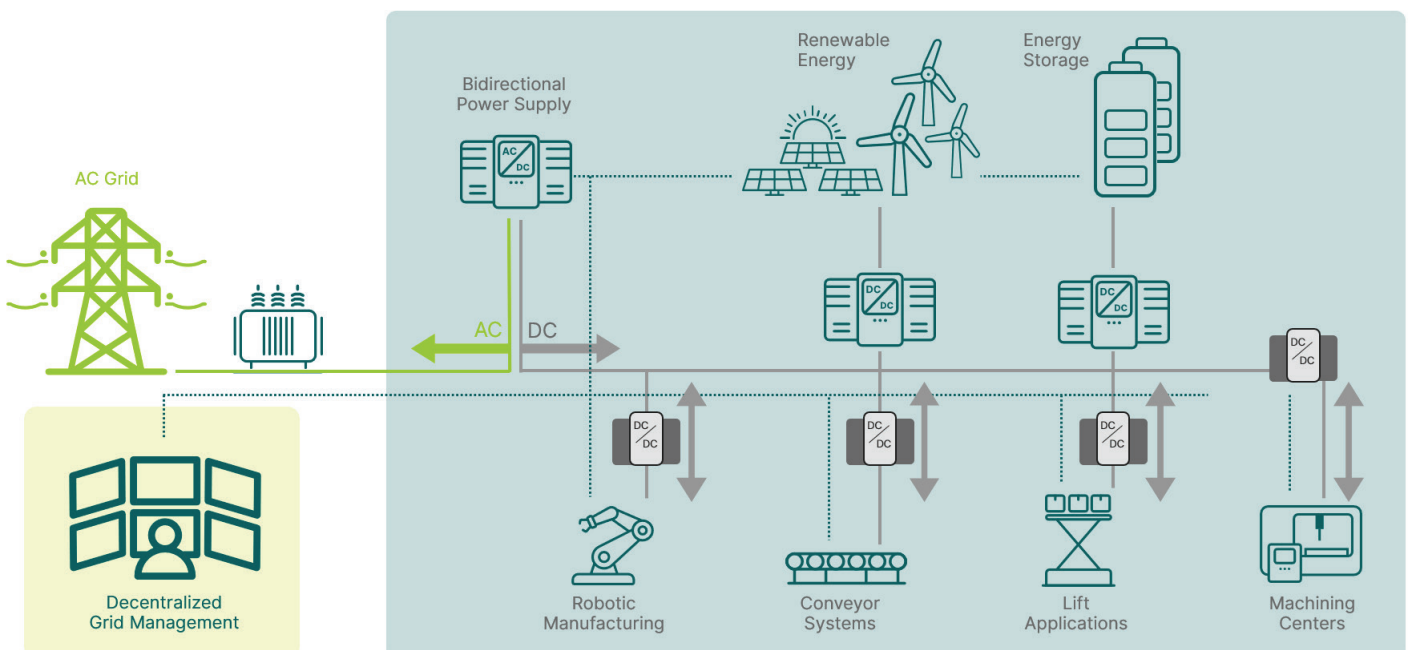 Renewable
Energy
Energy
Storage
Bidirectional
Power Supply
AC
DC
AC Grid
DC
DC
DC
DC
AC
DC
DC
DC
DC
DC
DC
DC
DC
DC
Robotic
Manufacturing
Conveyor
Systems
Lift
Applications
Machining
Centers
Decentralized
Grid Management